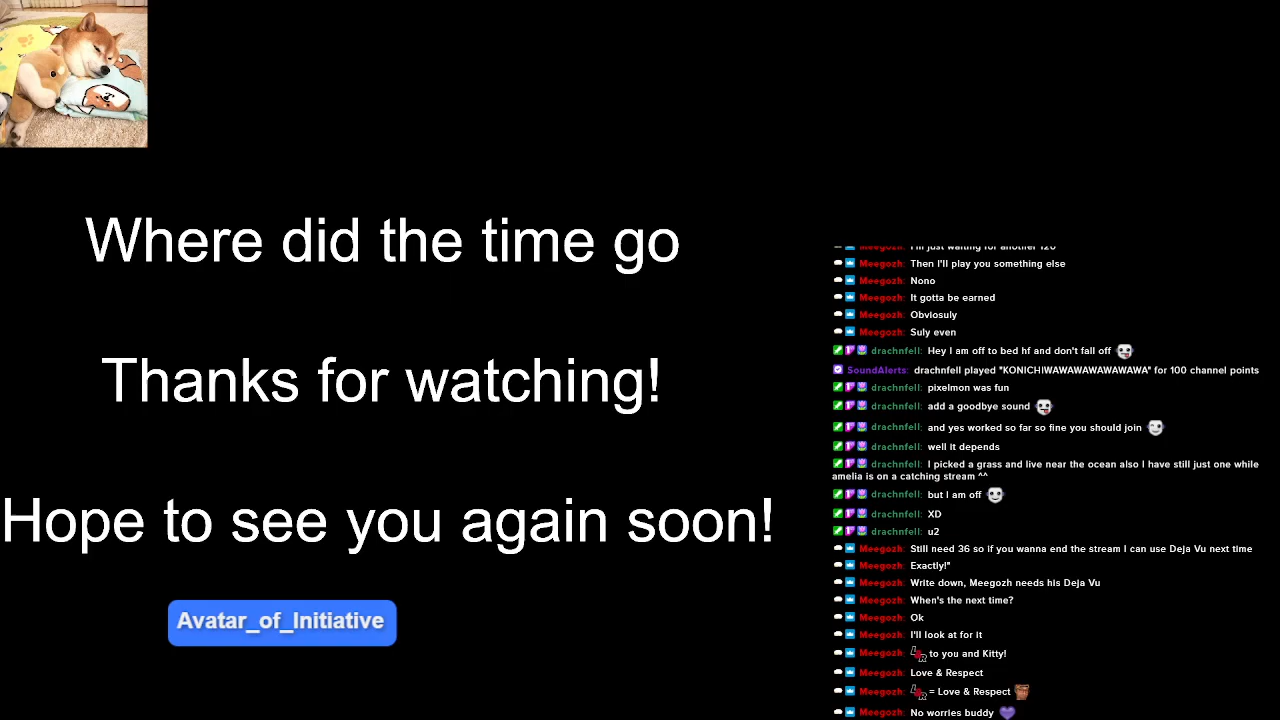 Where did the time go
Thanks for watching!
Hope to see you again soon!
Avatar_of_Initiative
Meegozh: I'll just waiting for another 120
Meegozh: Then I'll play you something else
Meegozh: Nono
Meegozh: It gotta be earned
Meegozh: Obviosuly
Meegozh: Suly even
drachnfell: Hey I am off to bed hf and don't fall off
SoundAlerts: drachnfell played "KONICHIWAWAWAWAWAWA" for 100 channel points
drachnfell: pixelmon was fun
drachnfell: add a goodbye sound
drachnfell: and yes worked so far so fine you should join
drachnfell: well it depends
drachnfell: I picked a grass and live near the ocean also I have still just one while
amelia is on a catching stream ^^
drachnfell: but I am off
drachnfell: XD
drachnfell: u2
Meegozh: Still need 36 so if you wanna end the stream I can use Deja Vu next time
Meegozh: Exactly!"
Meegozh: Write down, Meegozh needs his Deja Vu
Meegozh: When's the next time?
Meegozh: Ok
Meegozh: I'll look at for it
Meegozh: to you and Kitty!
Meegozh: Love & Respect
Meegozh: = Love & Respect
Meegozh: No worries buddy